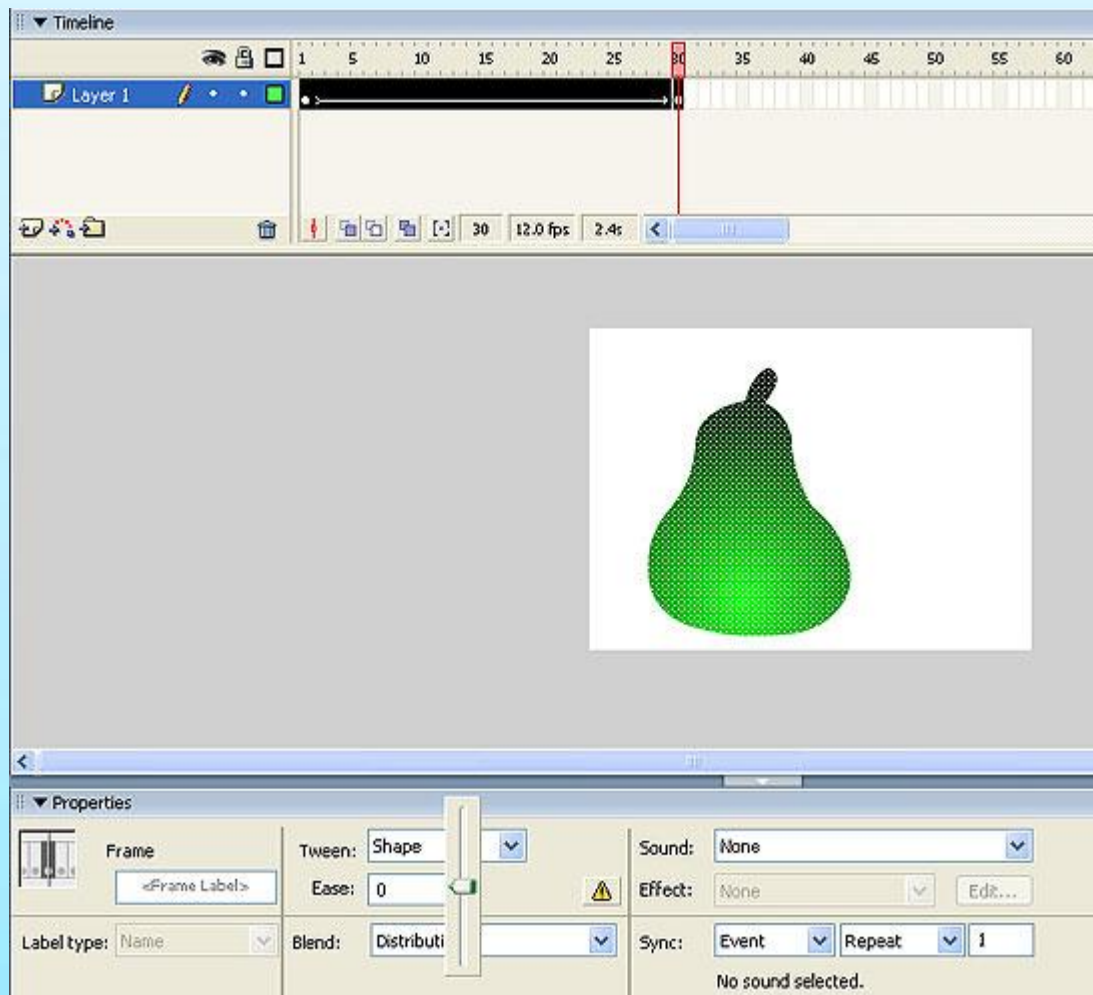 Timeline
1 5 10 15 20 25 30 35 40 45 50 55 60
Layer 1
30 12.0 fps 2.4s
Properties
Frame
Tween: Shape
Sound: None
<Frame Label>
Ease: 0
Effect: None Edit...
Label type: Name
Blend: Distributi
Sync: Event Repeat 1
No sound selected.